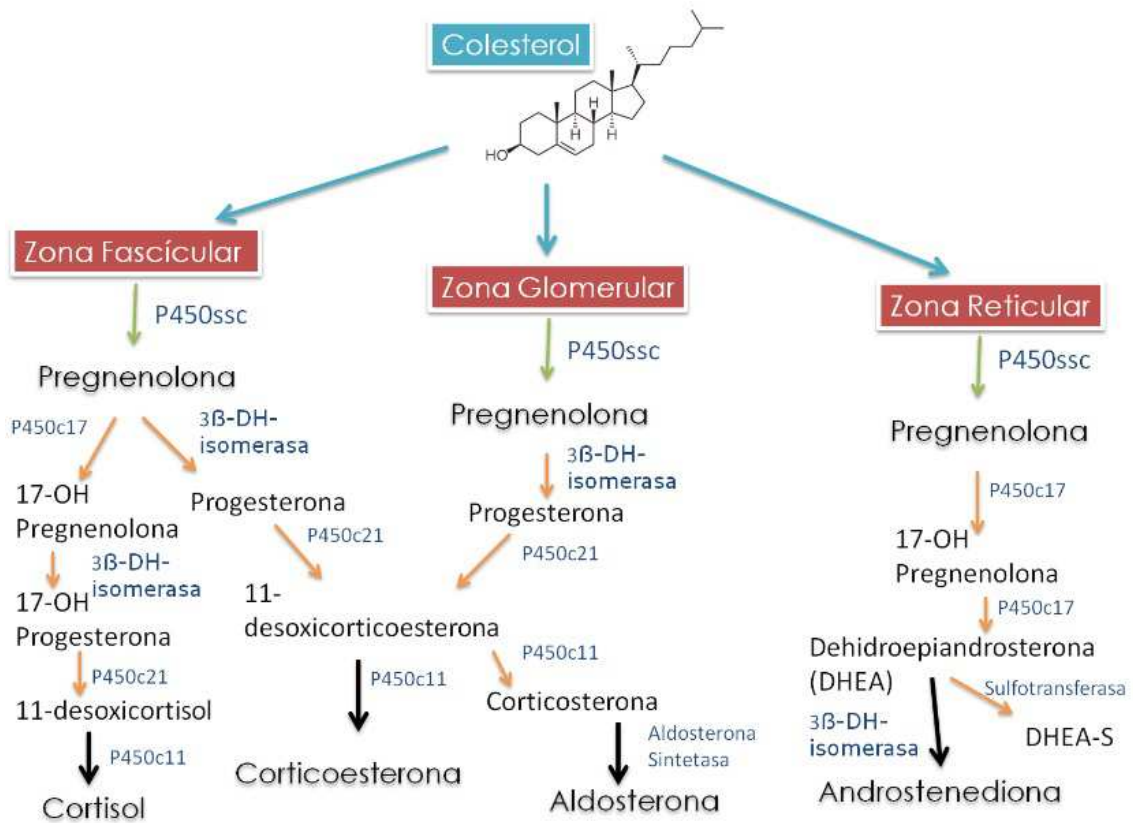 Colesterol
HO
H
H
H
Zona Fascícular
P450ssc
Pregnenolona
P450c17
3ß-DH-
isomerasa
17-OH
Pregnenolona
Progesterona
3ß-DH-
isomerasa
P450c21
17-OH
Progesterona
P450c21
11-desoxicortisol
P450c11
Cortisol
11-
desoxicorticoesterona
P450c11
Corticoesterona
Zona Glomerular
P450ssc
Pregnenolona
3ß-DH-
isomerasa
Progesterona
P450c21
P450c11
Corticosterona
Aldosterona
Sintetasa
Aldosterona
Zona Reticular
P450ssc
Pregnenolona
P450c17
17-OH
Pregnenolona
P450c17
Dehidroepiandrosterona
(DHEA)
Sulfotransferasa
DHEA-S
3ß-DH-
isomerasa
Androstenediona